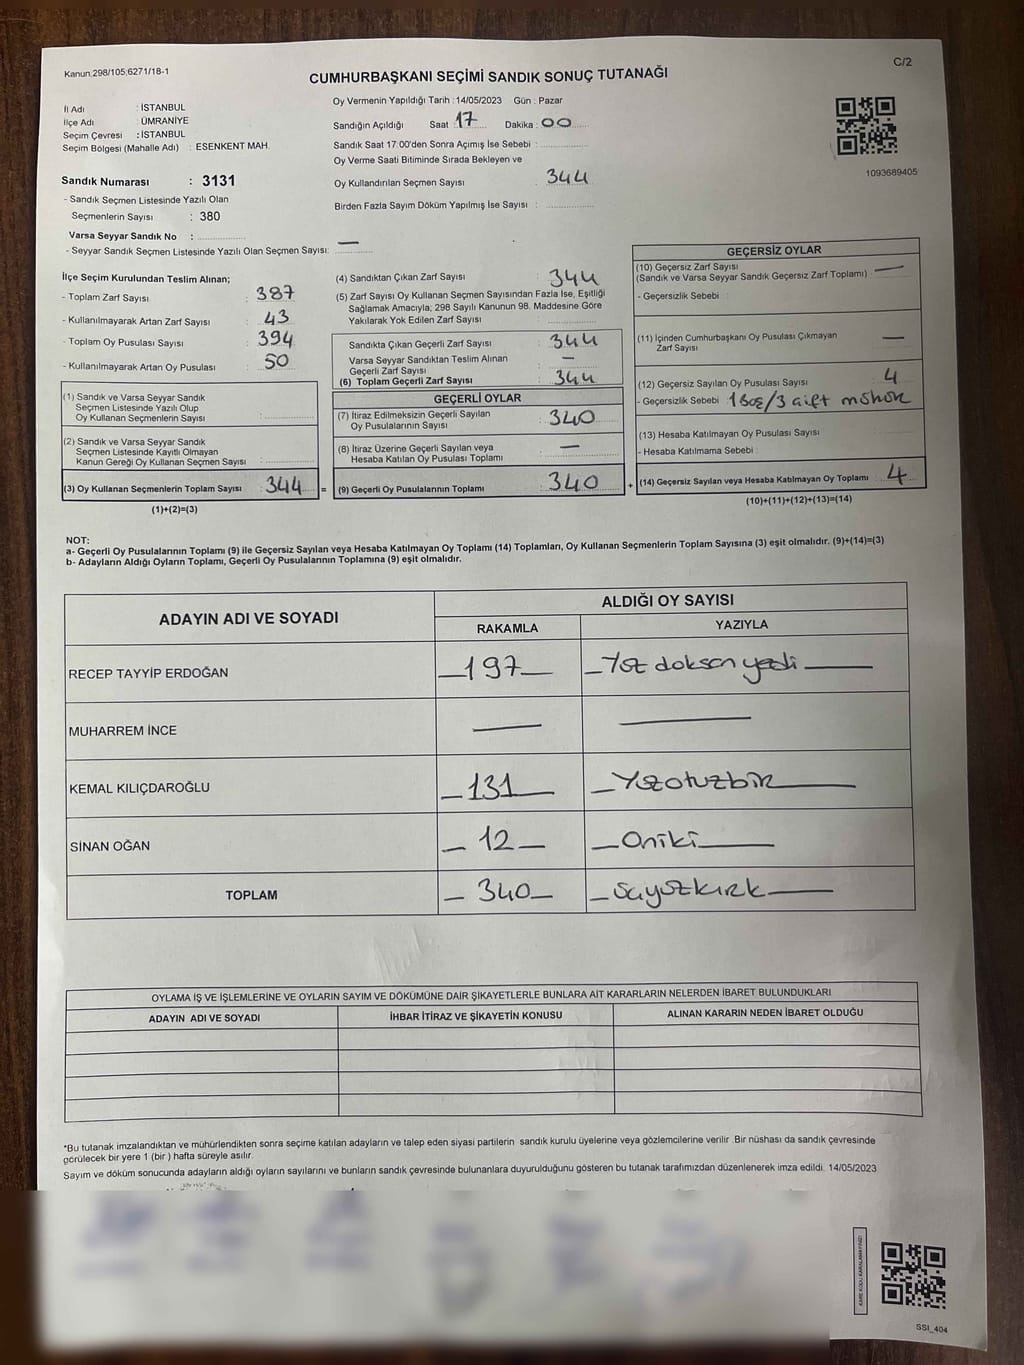 Kanun:298/105;6271/18-1
C/2
CUMHURBAŞKANI SEÇİMİ SANDIK SONUÇ TUTANAĞI
İl Adı : İSTANBUL
İlçe Adı : ÜMRANİYE
Seçim Çevresi : İSTANBUL
Seçim Bölgesi (Mahalle Adı) : ESENKENT MAH.
Sandık Numarası : 3131
- Sandık Seçmen Listesinde Yazılı Olan
Seçmenlerin Sayısı : 380
Varsa Seyyar Sandık No :
- Seyyar Sandık Seçmen Listesinde Yazılı Olan Seçmen Sayısı: —
Oy Vermenin Yapıldığı Tarih : 14/05/2023 Gün : Pazar
Sandığın Açıldığı Saat : 17 Dakika : 00
Sandık Saat 17:00'den Sonra Açımış İse Sebebi :
Oy Verme Saati Bitiminde Sırada Bekleyen ve
Oy Kullandırılan Seçmen Sayısı : 344
Birden Fazla Sayım Döküm Yapılmış İse Sayısı :
1093689405
İlçe Seçim Kurulundan Teslim Alınan;
- Toplam Zarf Sayısı : 387
- Kullanılmayarak Artan Zarf Sayısı : 43
- Toplam Oy Pusulası Sayısı : 394
- Kullanılmayarak Artan Oy Pusulası : 50
(1) Sandık ve Varsa Seyyar Sandık
Seçmen Listesinde Yazılı Olup
Oy Kullanan Seçmenlerin Sayısı :
(2) Sandık ve Varsa Seyyar Sandık
Seçmen Listesinde Kayıtlı Olmayan
Kanun Gereği Oy Kullanan Seçmen Sayısı :
(3) Oy Kullanan Seçmenlerin Toplam Sayısı : 344 =
(1)+(2)=(3)
(4) Sandıktan Çıkan Zarf Sayısı : 344
(5) Zarf Sayısı Oy Kullanan Seçmen Sayısından Fazla İse, Eşitliği
Sağlamak Amacıyla; 298 Sayılı Kanunun 98. Maddesine Göre
Yakılarak Yok Edilen Zarf Sayısı :
Sandıkta Çıkan Geçerli Zarf Sayısı : 344
Varsa Seyyar Sandıktan Teslim Alınan
Geçerli Zarf Sayısı : —
(6) Toplam Geçerli Zarf Sayısı : 344
GEÇERLİ OYLAR
(7) İtiraz Edilmeksizin Geçerli Sayılan
Oy Pusulalarının Sayısı : 340
(8) İtiraz Üzerine Geçerli Sayılan veya
Hesaba Katılan Oy Pusulası Toplamı : —
(9) Geçerli Oy Pusulalarının Toplamı : 340 +
GEÇERSİZ OYLAR
(10) Geçersiz Zarf Sayısı : —
(Sandık ve Varsa Seyyar Sandık Geçersiz Zarf Toplamı)
- Geçersizlik Sebebi :
(11) İçinden Cumhurbaşkanı Oy Pusulası Çıkmayan
Zarf Sayısı : —
(12) Geçersiz Sayılan Oy Pusulası Sayısı : 4
- Geçersizlik Sebebi : 1 Boş/3 çift mühür
(13) Hesaba Katılmayan Oy Pusulası Sayısı :
- Hesaba Katılmama Sebebi :
(14) Geçersiz Sayılan veya Hesaba Katılmayan Oy Toplamı : 4
(10)+(11)+(12)+(13)=(14)
NOT:
a- Geçerli Oy Pusulalarının Toplamı (9) ile Geçersiz Sayılan veya Hesaba Katılmayan Oy Toplamı (14) Toplamları, Oy Kullanan Seçmenlerin Toplam Sayısına (3) eşit olmalıdır. (9)+(14)=(3)
b- Adayların Aldığı Oyların Toplamı, Geçerli Oy Pusulalarının Toplamına (9) eşit olmalıdır.
ADAYIN ADI VE SOYADI
ALDIĞI OY SAYISI
RAKAMLA YAZIYLA
RECEP TAYYİP ERDOĞAN —197— —Yüz doksan yedi—
MUHARREM İNCE — —
KEMAL KILIÇDAROĞLU —131— —Yüzotuzbir—
SİNAN OĞAN —12— —Oniki—
TOPLAM —340— —üçyüzkırk—
OYLAMA İŞ VE İŞLEMLERİNE VE OYLARIN SAYIM VE DÖKÜMÜNE DAİR ŞİKAYETLERLE BUNLARA AİT KARARLARIN NELERDEN İBARET BULUNDUKLARI
ADAYIN ADI VE SOYADI İHBAR İTİRAZ VE ŞİKAYETİN KONUSU ALINAN KARARIN NEDEN İBARET OLDUĞU
*Bu tutanak imzalandıktan ve mühürlendikten sonra seçime katılan adayların ve talep eden siyasi partilerin sandık kurulu üyelerine veya gözlemcilerine verilir .Bir nüshası da sandık çevresinde
görülecek bir yere 1 (bir ) hafta süreyle asılır.
Sayım ve döküm sonucunda adayların aldığı oyların sayılarını ve bunların sandık çevresinde bulunanlara duyurulduğunu gösteren bu tutanak tarafımızdan düzenlenerek imza edildi. 14/05/2023
SSI_404